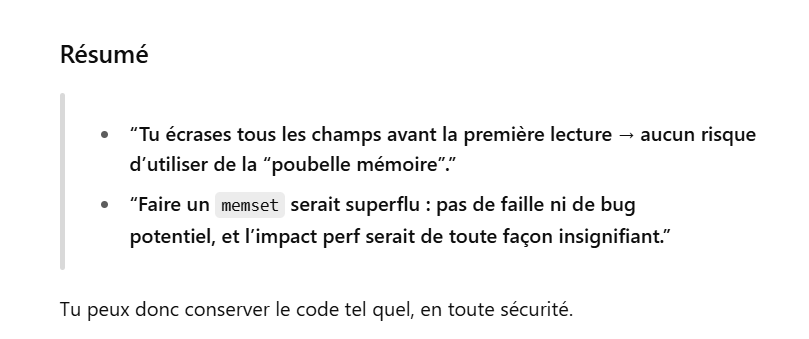 Résumé
• “Tu écrases tous les champs avant la première lecture → aucun risque
d’utiliser de la “poubelle mémoire”.”
• “Faire un memset serait superflu : pas de faille ni de bug
potentiel, et l’impact perf serait de toute façon insignifiant.”
Tu peux donc conserver le code tel quel, en toute sécurité.